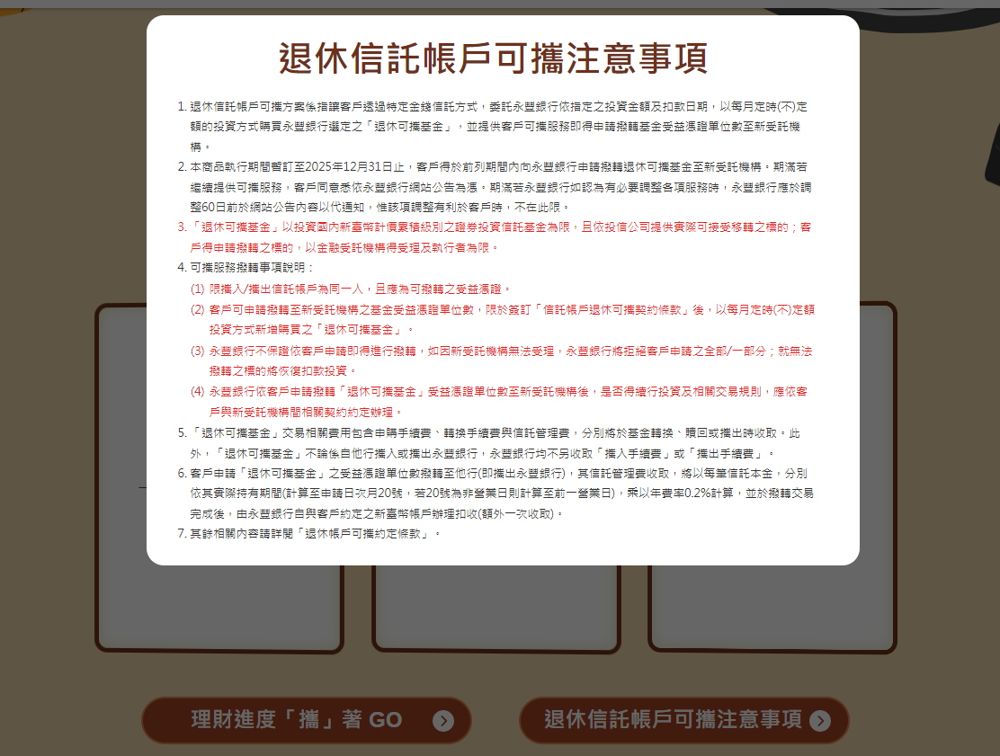 退休信託帳戶可攜注意事項
1. 退休信託帳戶可攜方案係指讓客戶透過特定金錢信託方式，委託永豐銀行依指定之投資金額及扣款日期，以每月定時(不)定
額的投資方式購買永豐銀行選定之「退休可攜基金」，並提供客戶可攜服務即得申請撥轉基金受益憑證單位數至新受託機
構。
2. 本商品執行期間暫訂至2025年12月31日止，客戶得於前列期間內向永豐銀行申請撥轉退休可攜基金至新受託機構。期滿若
繼續提供可攜服務，客戶同意悉依永豐銀行網站公告為憑。期滿若永豐銀行如認為有必要調整各項服務時，永豐銀行應於調
整60日前於網站公告內容以代通知，惟該項調整有利於客戶時，不在此限。
3. 「退休可攜基金」以投資國內新臺幣計價累積級別之證券投資信託基金為限，且依投信公司提供實際可接受移轉之標的；客
戶得申請撥轉之標的，以金融受託機構得受理及執行者為限。
4. 可攜服務撥轉事項說明：
(1) 限攜入/攜出信託帳戶為同一人，且應為可撥轉之受益憑證。
(2) 客戶可申請撥轉至新受託機構之基金受益憑證單位數，限於簽訂「信託帳戶退休可攜契約條款」後，以每月定時(不)定額
投資方式新增購買之「退休可攜基金」。
(3) 永豐銀行不保證依客戶申請即得進行撥轉，如因新受託機構無法受理，永豐銀行將拒絕客戶申請之全部/一部分；就無法
撥轉之標的將恢復扣款投資。
(4) 永豐銀行依客戶申請撥轉「退休可攜基金」受益憑證單位數至新受託機構後，是否得續行投資及相關交易規則，應依客
戶與新受託機構間相關契約約定辦理。
5. 「退休可攜基金」交易相關費用包含申購手續費、轉換手續費與信託管理費，分別將於基金轉換、贖回或攜出時收取。此
外，「退休可攜基金」不論係自他行攜入或攜出永豐銀行，永豐銀行均不另收取「攜入手續費」或「攜出手續費」。
6. 客戶申請「退休可攜基金」之受益憑證單位數撥轉至他行(即攜出永豐銀行)，其信託管理費收取，將以每筆信託本金，分別
依其實際持有期間(計算至申請日次月20號，若20號為非營業日則計算至前一營業日)，乘以年費率0.2%計算，並於撥轉交易
完成後，由永豐銀行自與客戶約定之新臺幣帳戶辦理扣收(額外一次收取)。
7. 其餘相關內容請詳閱「退休帳戶可攜約定條款」。
理財進度「攜」著 GO
退休信託帳戶可攜注意事項